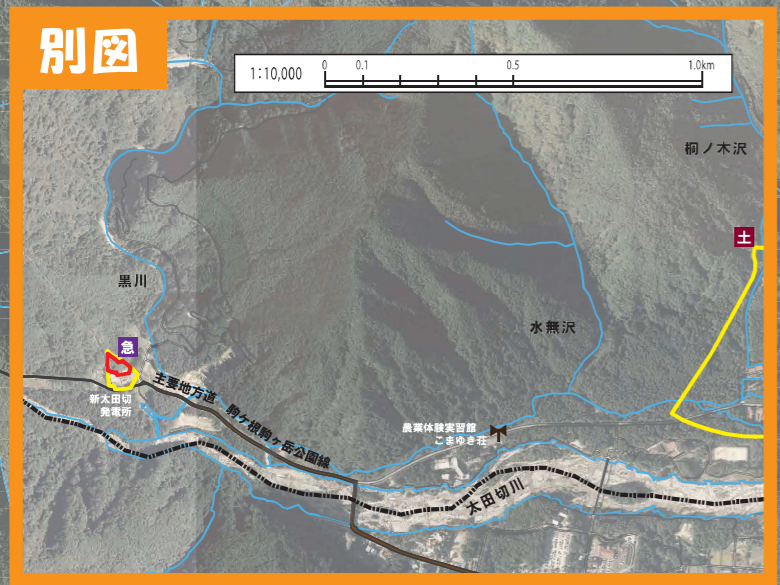 別図
1:10,000
0 0.1 0.5 1.0km
桐ノ木沢
土
黒川
水無沢
急
主要地方道 駒ヶ根駒ヶ岳公園線
新太田切
発電所
農業体験実習館
こまゆき荘
太田切川